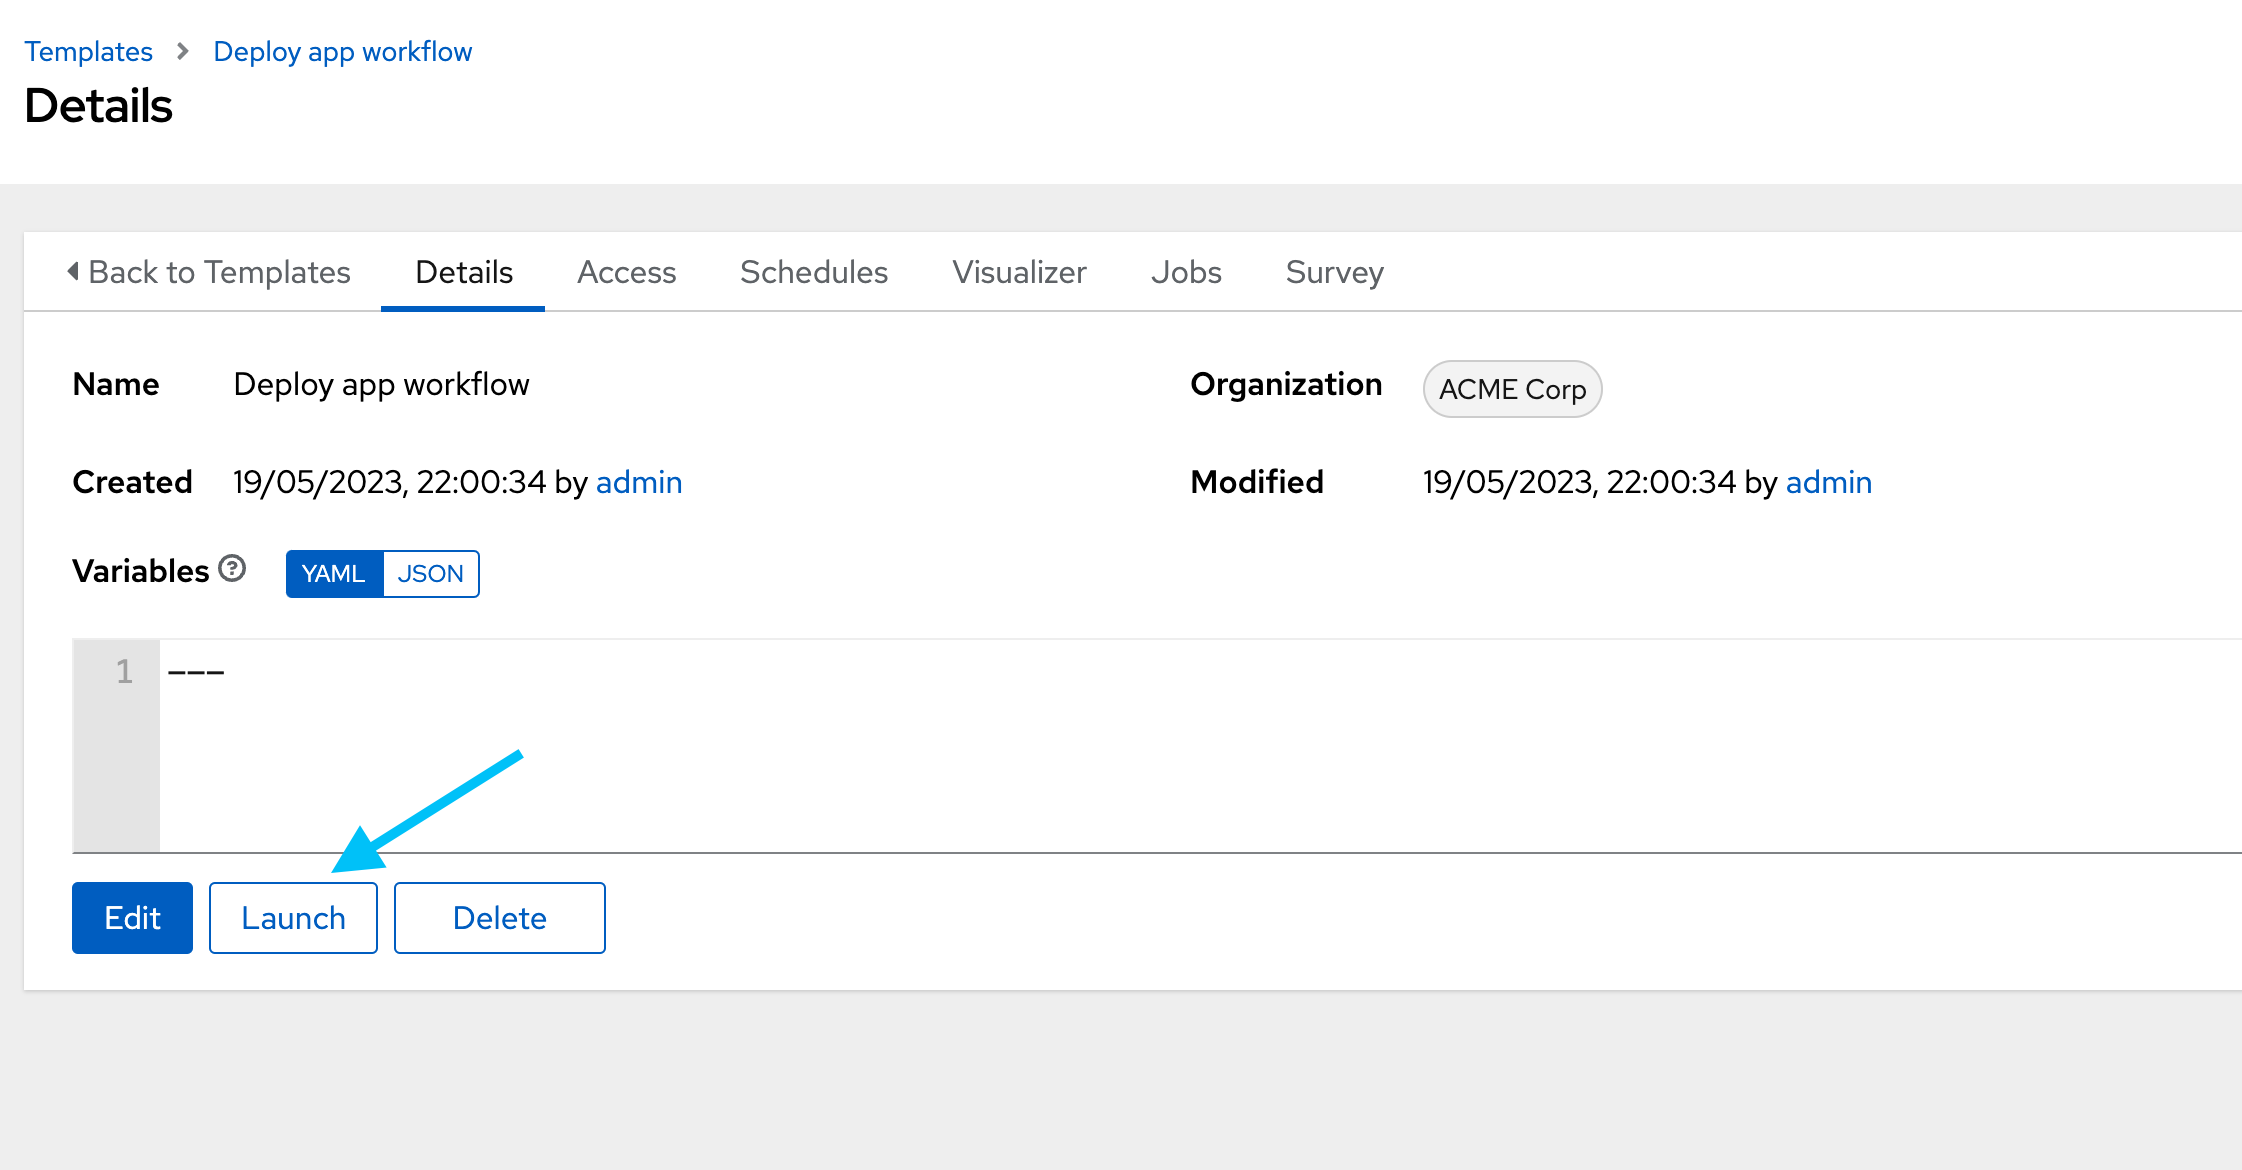 Templates > Deploy app workflow
Details
Back to Templates Details Access Schedules Visualizer Jobs Survey
Name Deploy app workflow Organization ACME Corp
Created 19/05/2023, 22:00:34 by admin Modified 19/05/2023, 22:00:34 by admin
Variables ? YAML JSON
1 ---
Edit Launch Delete